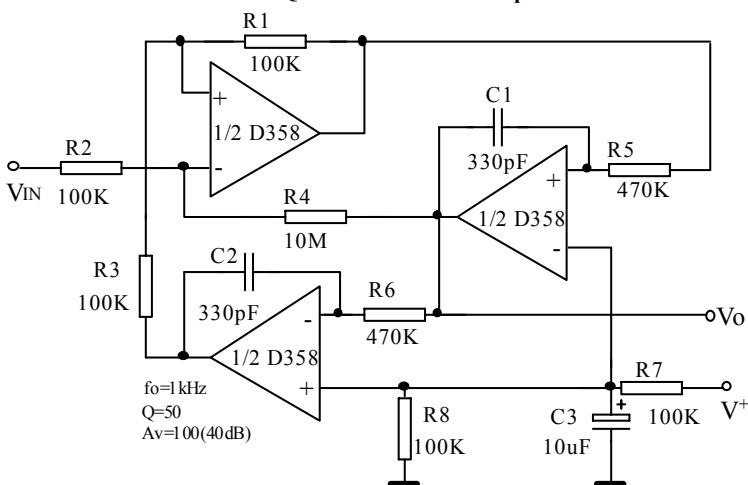 R1
100K
+
1/2 D358
-
C1
330pF
R5
470K
+
1/2 D358
-
VIN
R2
100K
R4
10M
R3
100K
C2
330pF
R6
470K
-
1/2 D358
+
Vo
fo=1kHz
Q=50
Av=100(40dB)
R8
100K
C3
10uF
+
R7
100K
V+